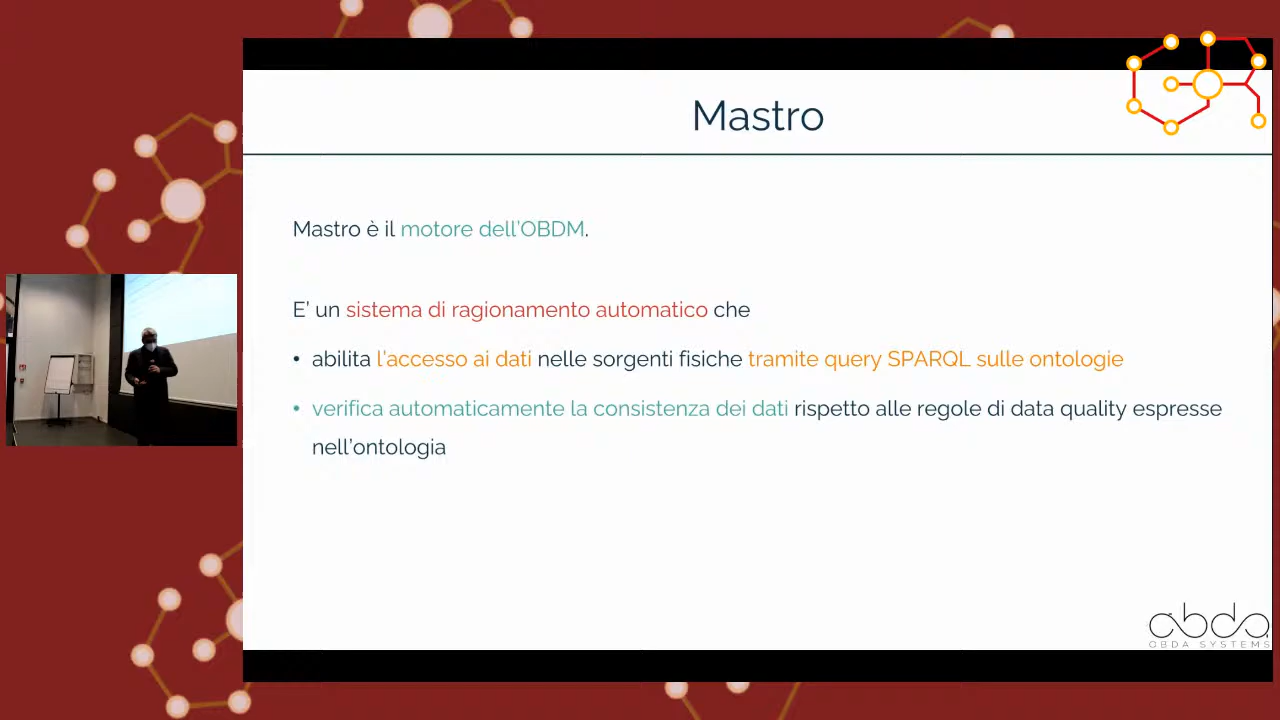 Mastro
Mastro è il motore dell'OBDM.
E' un sistema di ragionamento automatico che
• abilita l'accesso ai dati nelle sorgenti fisiche tramite query SPARQL sulle ontologie
• verifica automaticamente la consistenza dei dati rispetto alle regole di data quality espresse
nell'ontologia
obda
OBDA SYSTEMS